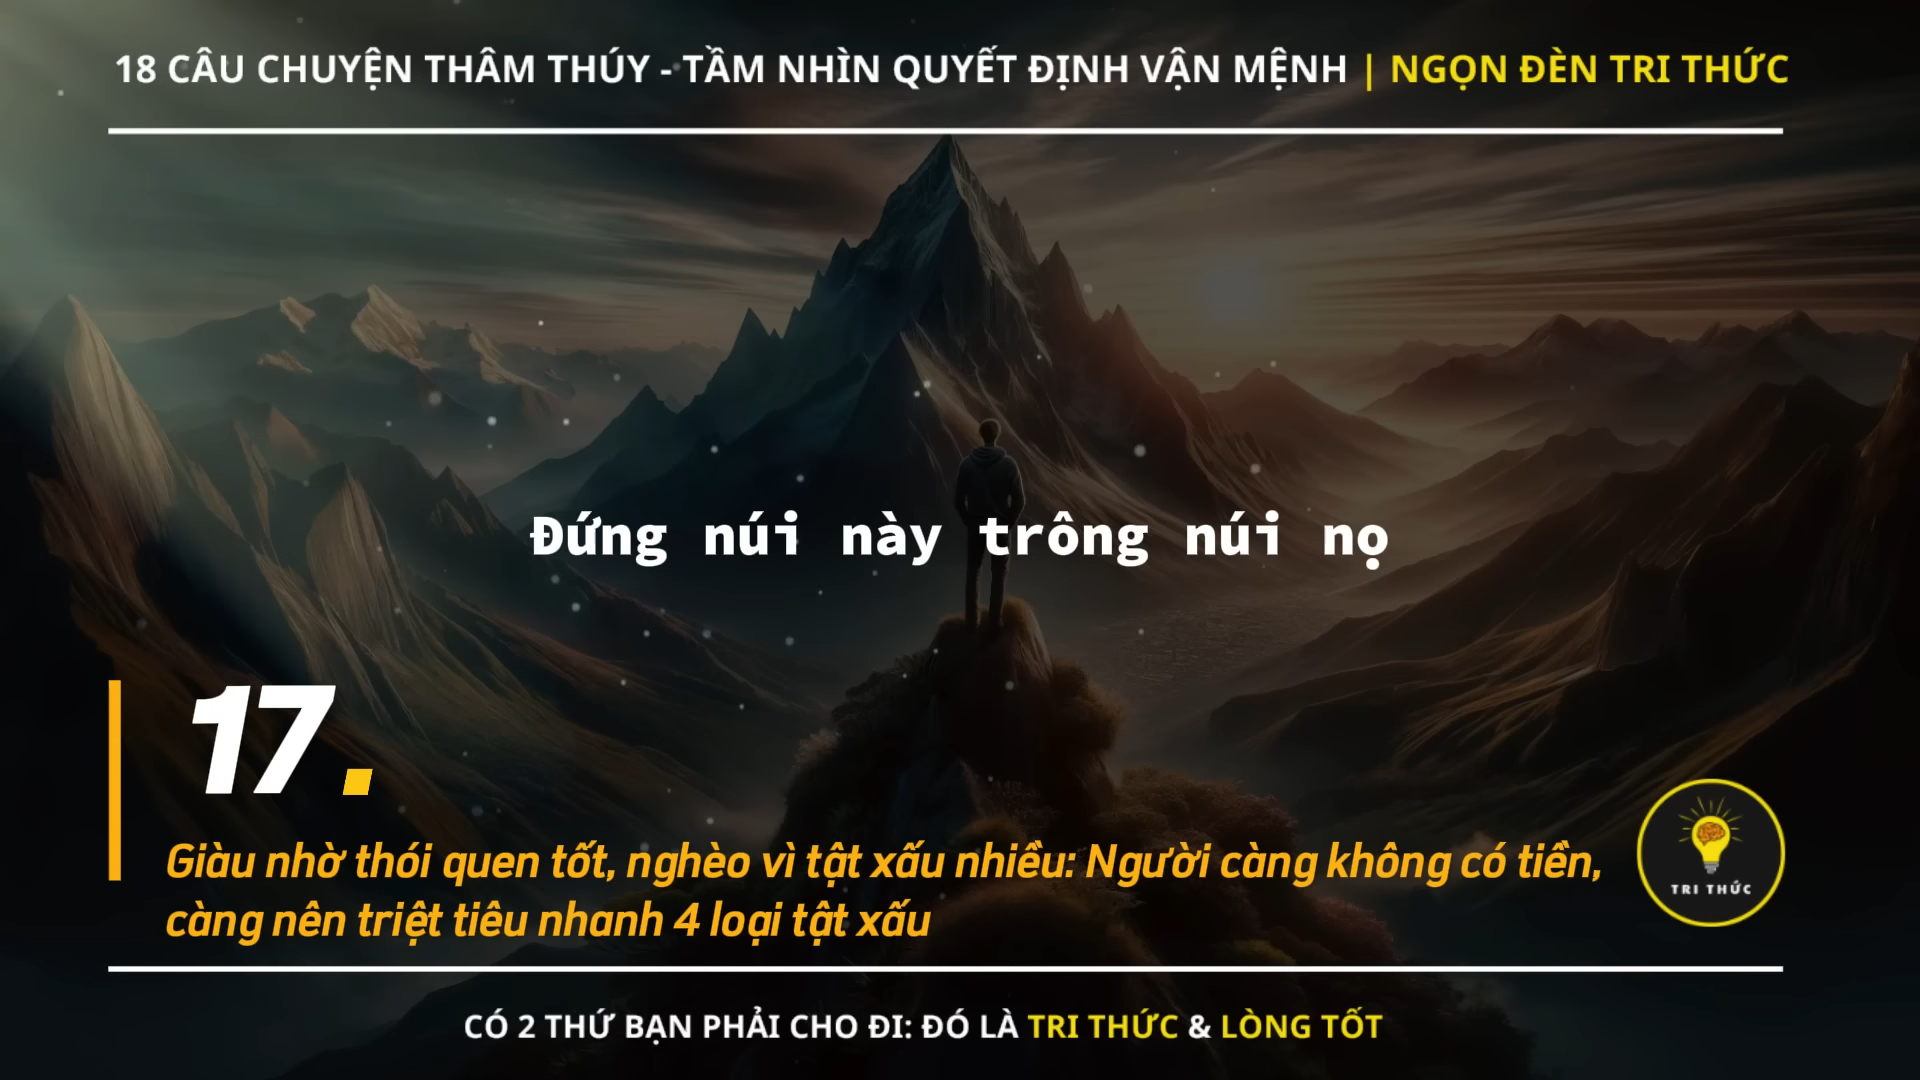 18 CÂU CHUYỆN THÂM THÚY - TẦM NHÌN QUYẾT ĐỊNH VẬN MỆNH | NGỌN ĐÈN TRI THỨC
Đứng núi này trông núi nọ
17.
Giàu nhờ thói quen tốt, nghèo vì tật xấu nhiều: Người càng không có tiền,
càng nên triệt tiêu nhanh 4 loại tật xấu
TRI THỨC
CÓ 2 THỨ BẠN PHẢI CHO ĐI: ĐÓ LÀ TRI THỨC & LÒNG TỐT